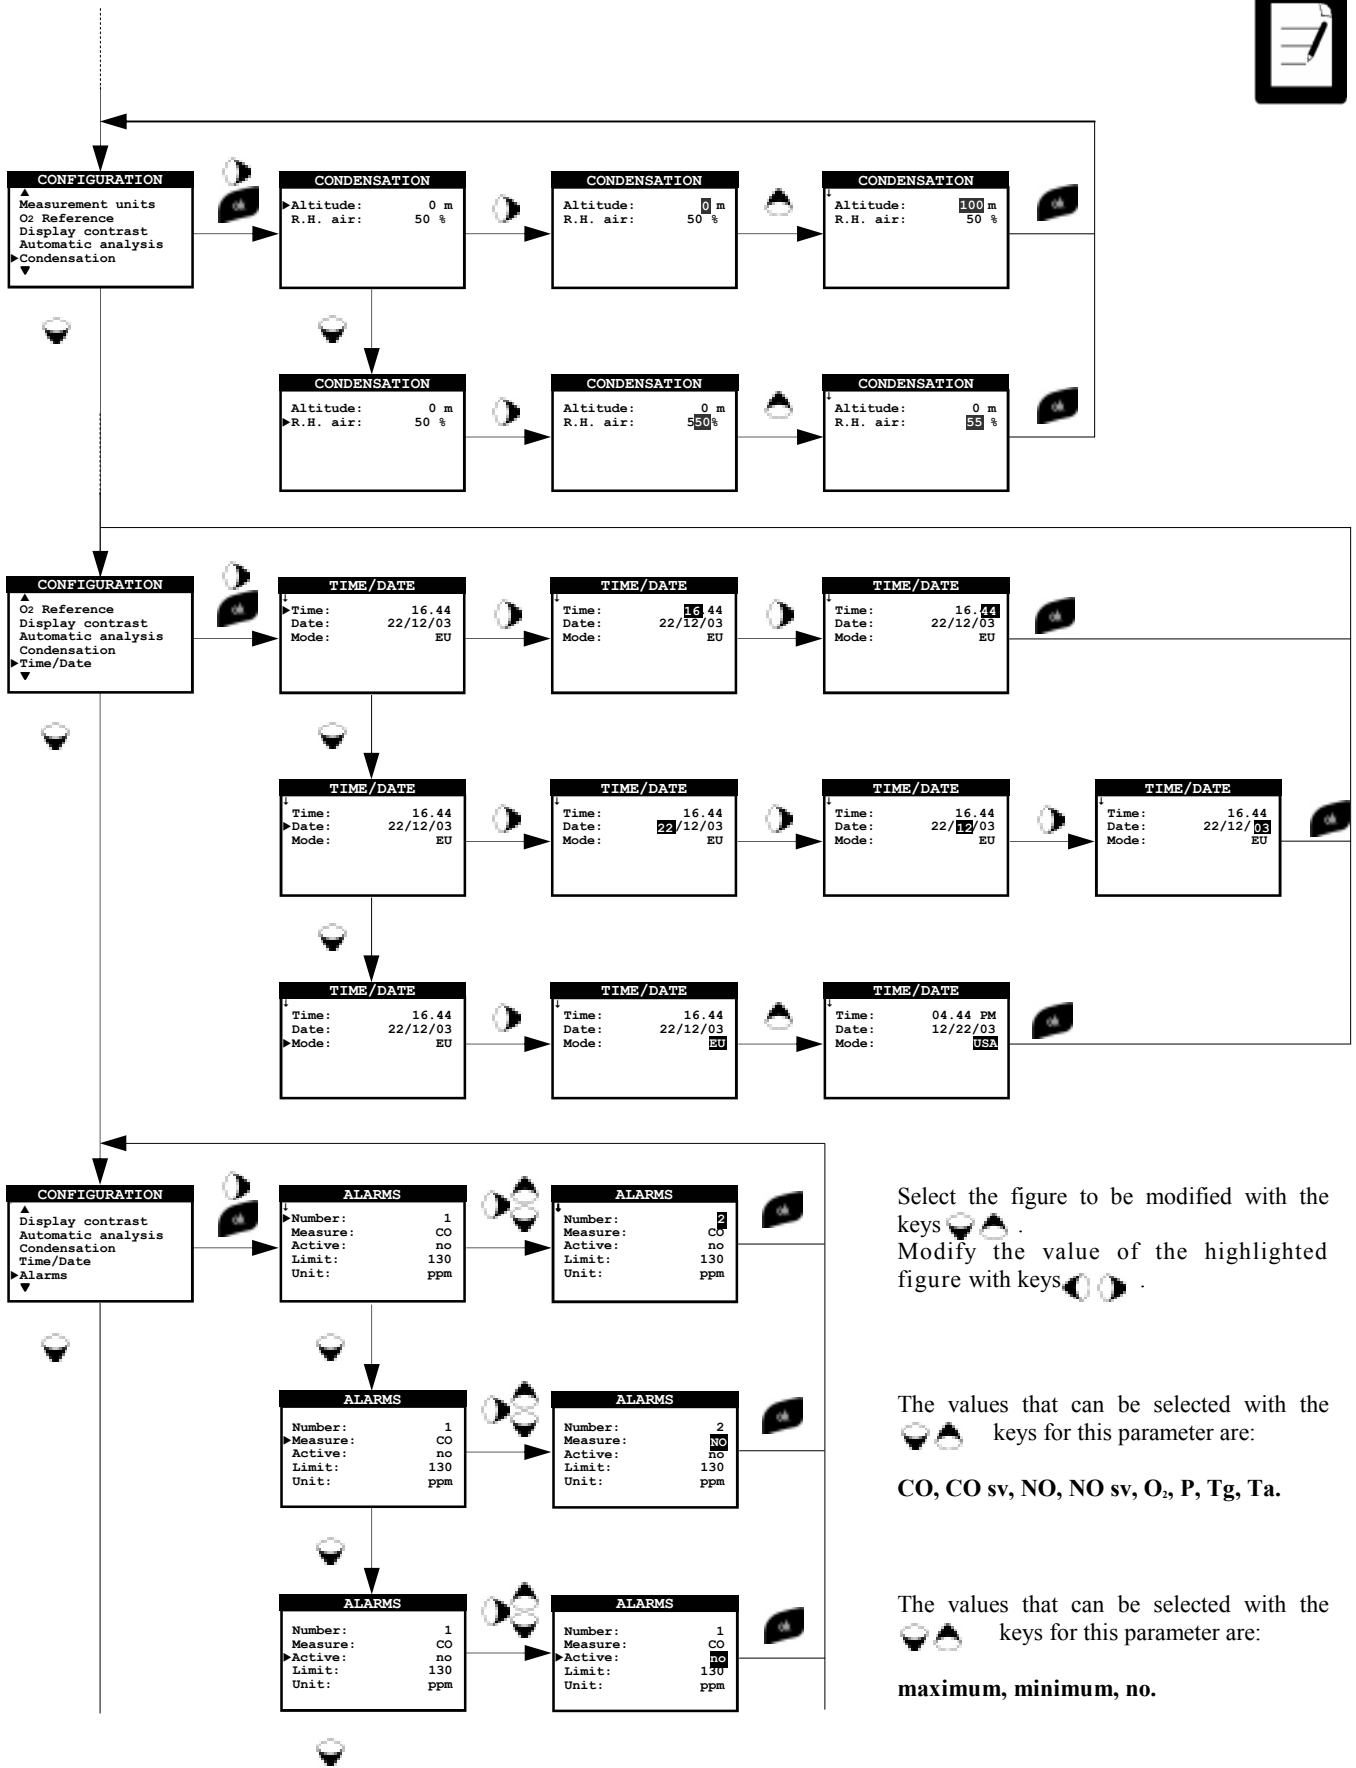 CONFIGURATION
Measurement units
O2 Reference
Display contrast
Automatic analysis
Condensation
ok
CONDENSATION
Altitude: 0 m
R.H. air: 50 %
CONDENSATION
Altitude: 0 m
R.H. air: 50 %
CONDENSATION
Altitude: 100 m
R.H. air: 50 %
ok
CONDENSATION
Altitude: 0 m
R.H. air: 50 %
CONDENSATION
Altitude: 0 m
R.H. air: 550%
CONDENSATION
Altitude: 0 m
R.H. air: 55 %
ok
CONFIGURATION
O2 Reference
Display contrast
Automatic analysis
Condensation
Time/Date
ok
TIME/DATE
Time: 16.44
Date: 22/12/03
Mode: EU
TIME/DATE
Time: 16.44
Date: 22/12/03
Mode: EU
TIME/DATE
Time: 16.44
Date: 22/12/03
Mode: EU
ok
TIME/DATE
Time: 16.44
Date: 22/12/03
Mode: EU
TIME/DATE
Time: 16.44
Date: 22/12/03
Mode: EU
TIME/DATE
Time: 16.44
Date: 22/12/03
Mode: EU
TIME/DATE
Time: 16.44
Date: 22/12/03
Mode: EU
ok
TIME/DATE
Time: 16.44
Date: 22/12/03
Mode: EU
TIME/DATE
Time: 16.44
Date: 22/12/03
Mode: EU
TIME/DATE
Time: 04.44 PM
Date: 12/22/03
Mode: USA
ok
CONFIGURATION
Display contrast
Automatic analysis
Condensation
Time/Date
Alarms
ok
ALARMS
Number: 1
Measure: CO
Active: no
Limit: 130
Unit: ppm
ALARMS
Number: 2
Measure: CO
Active: no
Limit: 130
Unit: ppm
ok
Select the figure to be modified with the
keys .
Modify the value of the highlighted
figure with keys .
ALARMS
Number: 1
Measure: CO
Active: no
Limit: 130
Unit: ppm
ALARMS
Number: 2
Measure: NO
Active: no
Limit: 130
Unit: ppm
ok
The values that can be selected with the
keys for this parameter are:
CO, CO sv, NO, NO sv, O2, P, Tg, Ta.
ALARMS
Number: 1
Measure: CO
Active: no
Limit: 130
Unit: ppm
ALARMS
Number: 1
Measure: CO
Active: no
Limit: 130
Unit: ppm
ok
The values that can be selected with the
keys for this parameter are:
maximum, minimum, no.